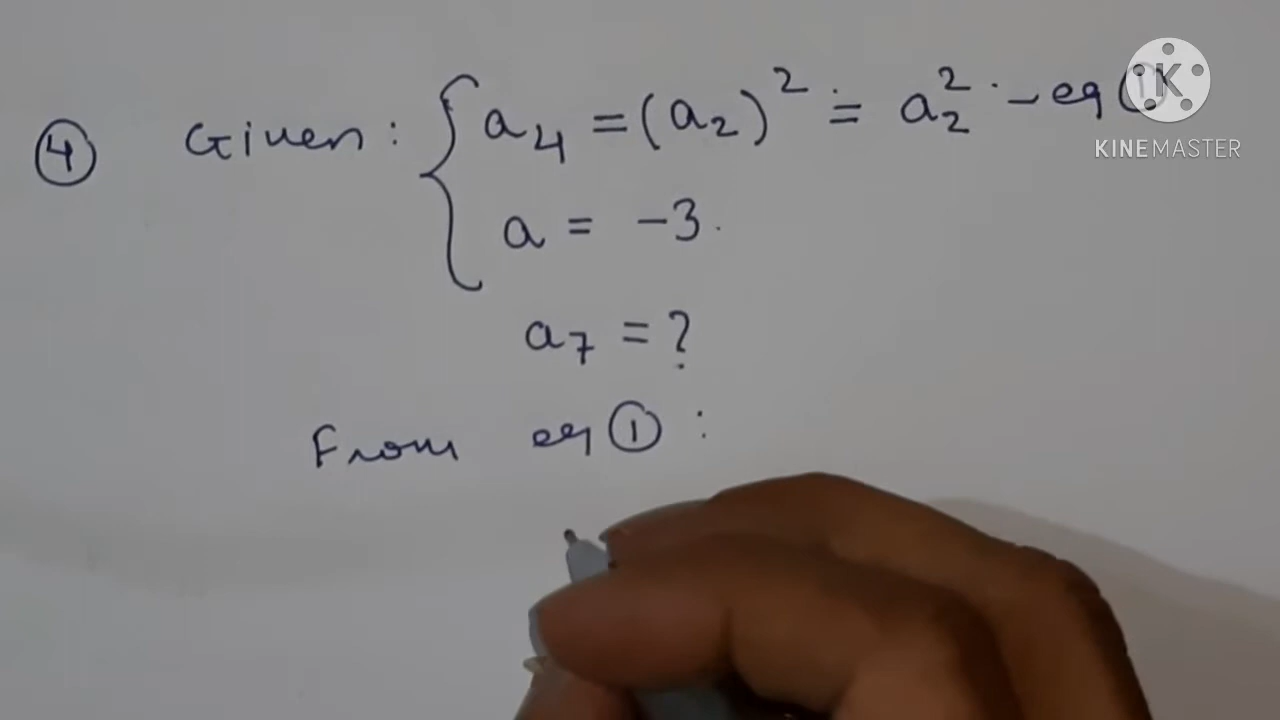 ④ Given: { a₄ = (a₂)² = a₂² - eq ①
a = -3.
a₇ = ?
From eq ① :
KINEMASTER